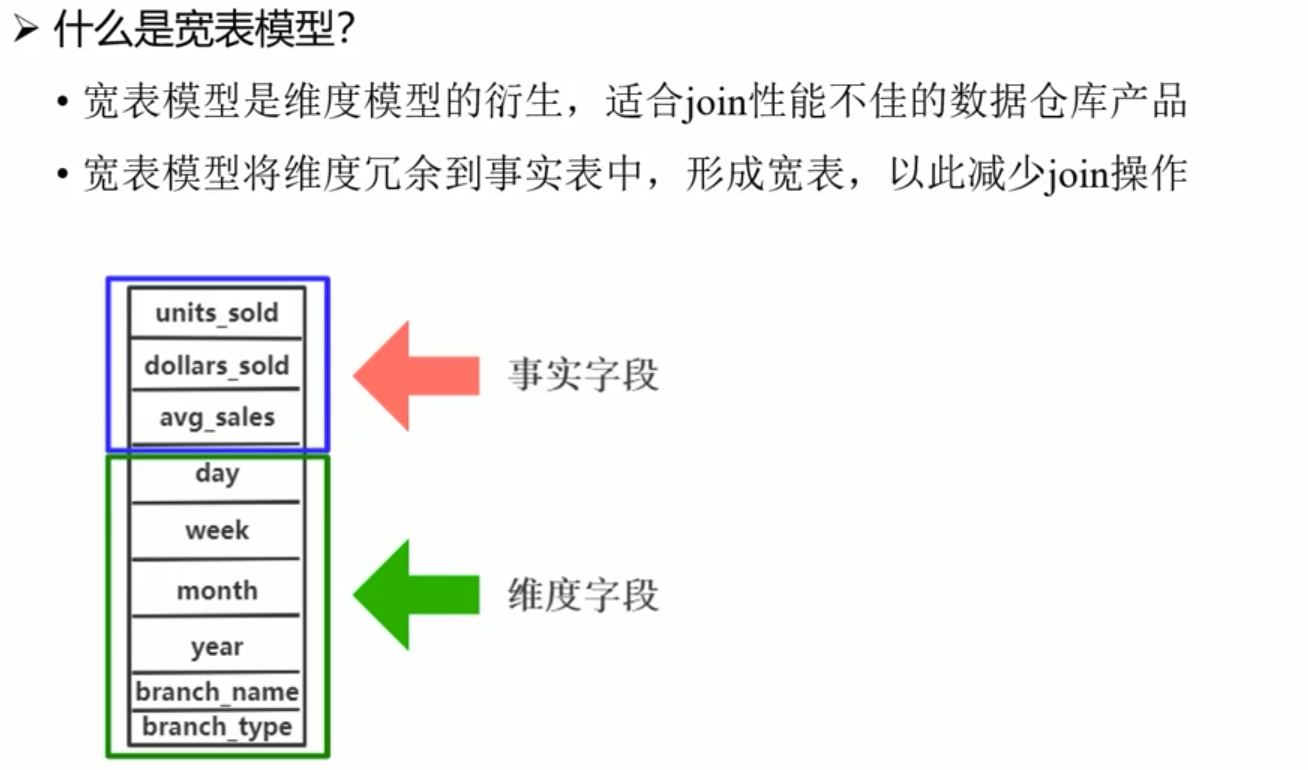 ➢ 什么是宽表模型?
• 宽表模型是维度模型的衍生，适合join性能不佳的数据仓库产品
• 宽表模型将维度冗余到事实表中，形成宽表，以此减少join操作
units_sold
dollars_sold
事实字段
avg_sales
day
week
month
维度字段
year
branch_name
branch_type